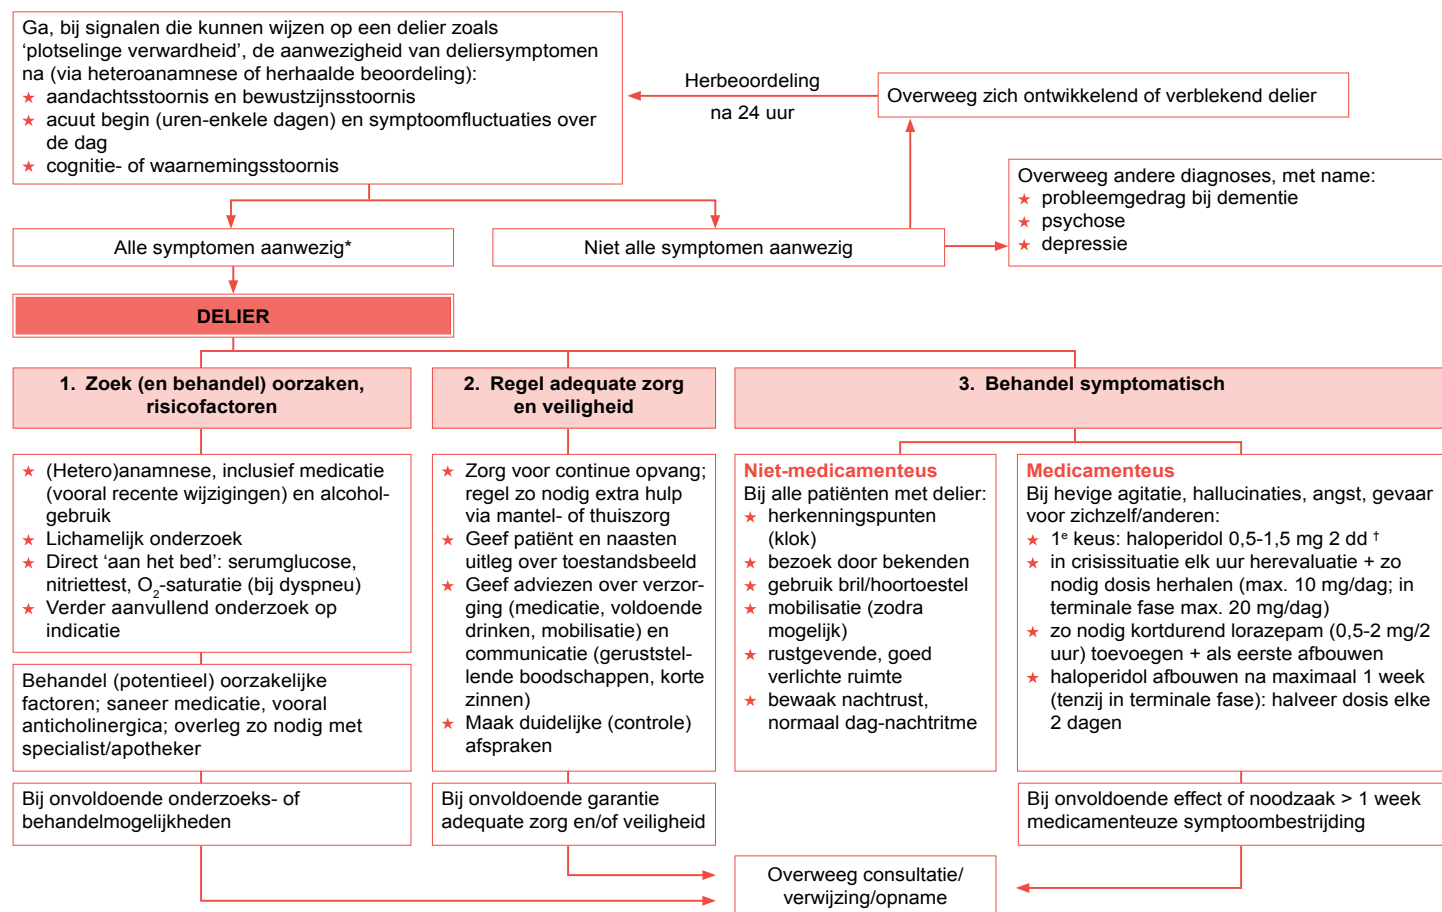 Ga, bij signalen die kunnen wijzen op een delier zoals
‘plotselinge verwardheid’, de aanwezigheid van deliersymptomen
na (via heteroanamnese of herhaalde beoordeling):
★ aandachtsstoornis en bewustzijnsstoornis
★ acuut begin (uren-enkele dagen) en symptoomfluctuaties over
de dag
★ cognitie- of waarnemingsstoornis
Herbeoordeling
na 24 uur
Overweeg zich ontwikkelend of verblekend delier
Overweeg andere diagnoses, met name:
★ probleemgedrag bij dementie
★ psychose
★ depressie
Alle symptomen aanwezig*
Niet alle symptomen aanwezig
DELIER
1. Zoek (en behandel) oorzaken,
risicofactoren
★ (Hetero)anamnese, inclusief medicatie
(vooral recente wijzigingen) en alcohol-
gebruik
★ Lichamelijk onderzoek
★ Direct ‘aan het bed’: serumglucose,
nitriettest, O₂-saturatie (bij dyspneu)
★ Verder aanvullend onderzoek op
indicatie
Behandel (potentieel) oorzakelijke
factoren; saneer medicatie, vooral
anticholinergica; overleg zo nodig met
specialist/apotheker
Bij onvoldoende onderzoeks- of
behandelmogelijkheden
2. Regel adequate zorg
en veiligheid
★ Zorg voor continue opvang;
regel zo nodig extra hulp
via mantel- of thuiszorg
★ Geef patiënt en naasten
uitleg over toestandsbeeld
★ Geef adviezen over verzor-
ging (medicatie, voldoende
drinken, mobilisatie) en
communicatie (geruststel-
lende boodschappen, korte
zinnen)
★ Maak duidelijke (controle)
afspraken
Bij onvoldoende garantie
adequate zorg en/of veiligheid
3. Behandel symptomatisch
Niet-medicamenteus
Bij alle patiënten met delier:
★ herkenningspunten
(klok)
★ bezoek door bekenden
★ gebruik bril/hoortoestel
★ mobilisatie (zodra
mogelijk)
★ rustgevende, goed
verlichte ruimte
★ bewaak nachtrust,
normaal dag-nachtritme
Medicamenteus
Bij hevige agitatie, hallucinaties, angst, gevaar
voor zichzelf/anderen:
★ 1ᵉ keus: haloperidol 0,5-1,5 mg 2 dd †
★ in crisissituatie elk uur herevaluatie + zo
nodig dosis herhalen (max. 10 mg/dag; in
terminale fase max. 20 mg/dag)
★ zo nodig kortdurend lorazepam (0,5-2 mg/2
uur) toevoegen + als eerste afbouwen
★ haloperidol afbouwen na maximaal 1 week
(tenzij in terminale fase): halveer dosis elke
2 dagen
Bij onvoldoende effect of noodzaak > 1 week
medicamenteuze symptoombestrijding
Overweeg consultatie/
verwijzing/opname